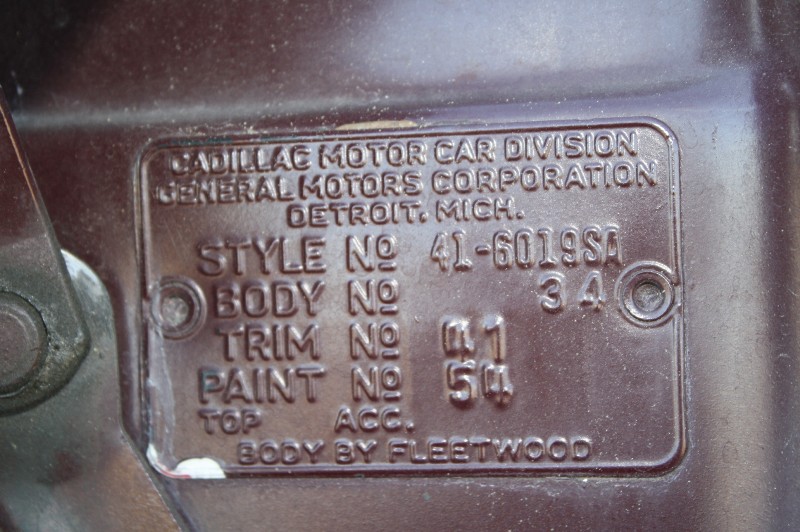 CADILLAC MOTOR CAR DIVISION
GENERAL MOTORS CORPORATION
DETROIT, MICH.
STYLE Nº 41-6019SA
BODY Nº 34
TRIM Nº 41
PAINT Nº 54
TOP ACC.
BODY BY FLEETWOOD